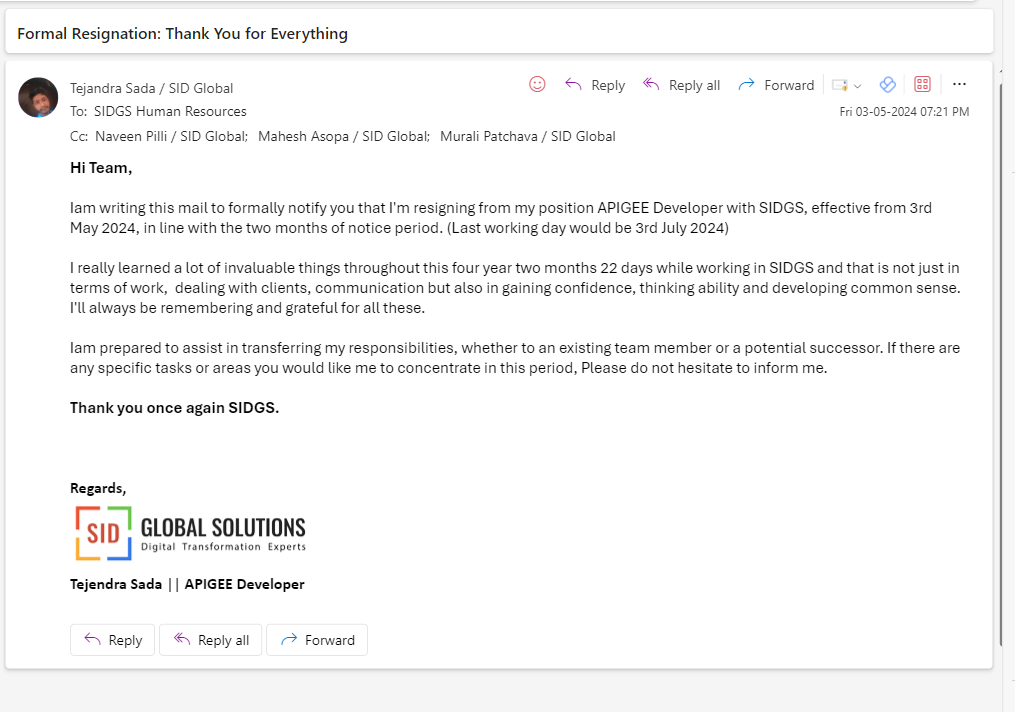 Formal Resignation: Thank You for Everything
Tejendra Sada / SID Global
Reply
Reply all
Forward
To: SIDGS Human Resources
Fri 03-05-2024 07:21 PM
Cc: Naveen Pilli / SID Global; Mahesh Asopa / SID Global; Murali Patchava / SID Global
Hi Team,
Iam writing this mail to formally notify you that I'm resigning from my position APIGEE Developer with SIDGS, effective from 3rd
May 2024, in line with the two months of notice period. (Last working day would be 3rd July 2024)
I really learned a lot of invaluable things throughout this four year two months 22 days while working in SIDGS and that is not just in
terms of work,  dealing with clients, communication but also in gaining confidence, thinking ability and developing common sense.
I'll always be remembering and grateful for all these.
Iam prepared to assist in transferring my responsibilities, whether to an existing team member or a potential successor. If there are
any specific tasks or areas you would like me to concentrate in this period, Please do not hesitate to inform me.
Thank you once again SIDGS.
Regards,
SID GLOBAL SOLUTIONS
Digital Transformation Experts
Tejendra Sada || APIGEE Developer
Reply
Reply all
Forward